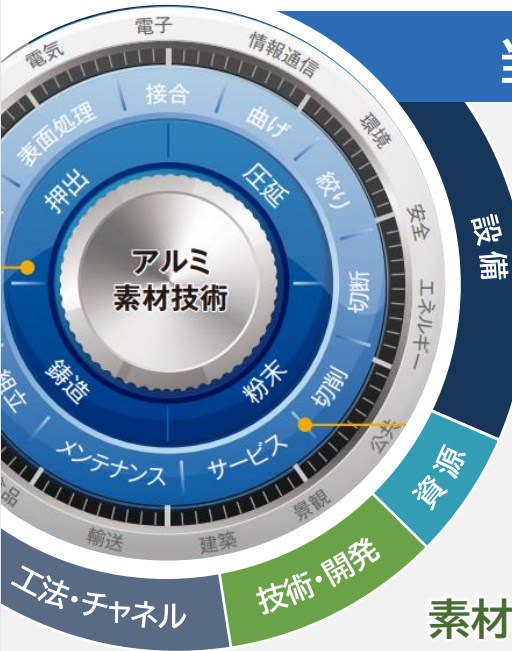 電気
電子
情報通信
環境
安全
エネルギー
公共
景観
建築
輸送
表面処理
接合
曲げ
絞り
切断
切削
サービス
メンテナンス
組立
押出
圧延
粉末
鋳造
アルミ
素材技術
設備
資源
技術・開発
工法・チャネル
素材